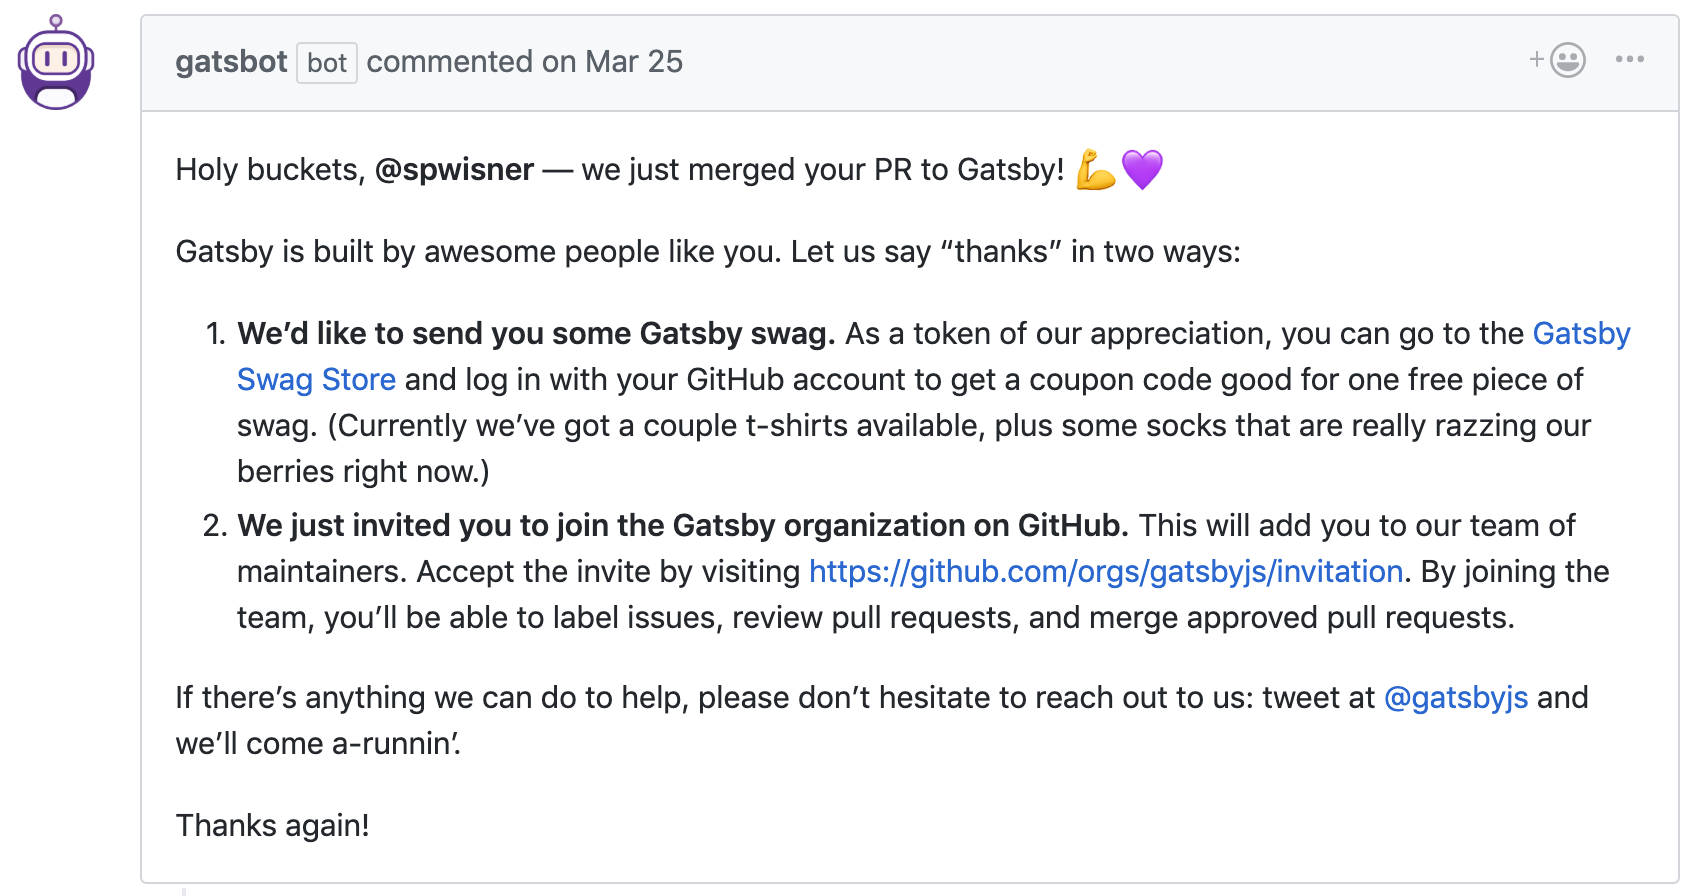 gatsbot bot commented on Mar 25
Holy buckets, @spwisner — we just merged your PR to Gatsby! 💪💜
Gatsby is built by awesome people like you. Let us say “thanks” in two ways:
1. We’d like to send you some Gatsby swag. As a token of our appreciation, you can go to the Gatsby
Swag Store and log in with your GitHub account to get a coupon code good for one free piece of
swag. (Currently we’ve got a couple t-shirts available, plus some socks that are really razzing our
berries right now.)
2. We just invited you to join the Gatsby organization on GitHub. This will add you to our team of
maintainers. Accept the invite by visiting https://github.com/orgs/gatsbyjs/invitation. By joining the
team, you’ll be able to label issues, review pull requests, and merge approved pull requests.
If there’s anything we can do to help, please don’t hesitate to reach out to us: tweet at @gatsbyjs and
we’ll come a-runnin’.
Thanks again!